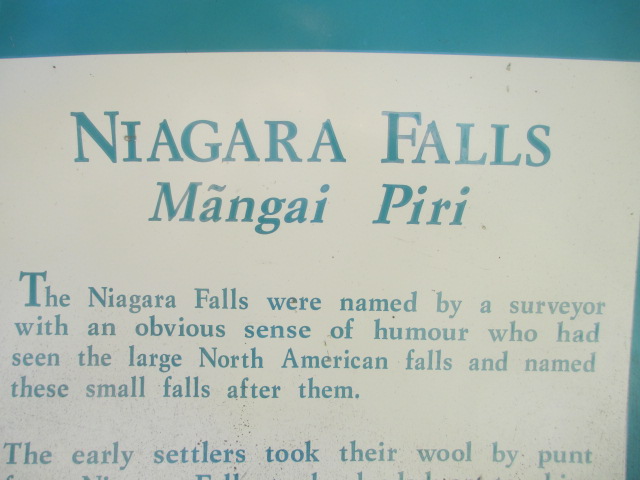 NIAGARA FALLS
Mãngai Piri
The Niagara Falls were named by a surveyor
with an obvious sense of humour who had
seen the large North American falls and named
these small falls after them.
The early settlers took their wool by punt